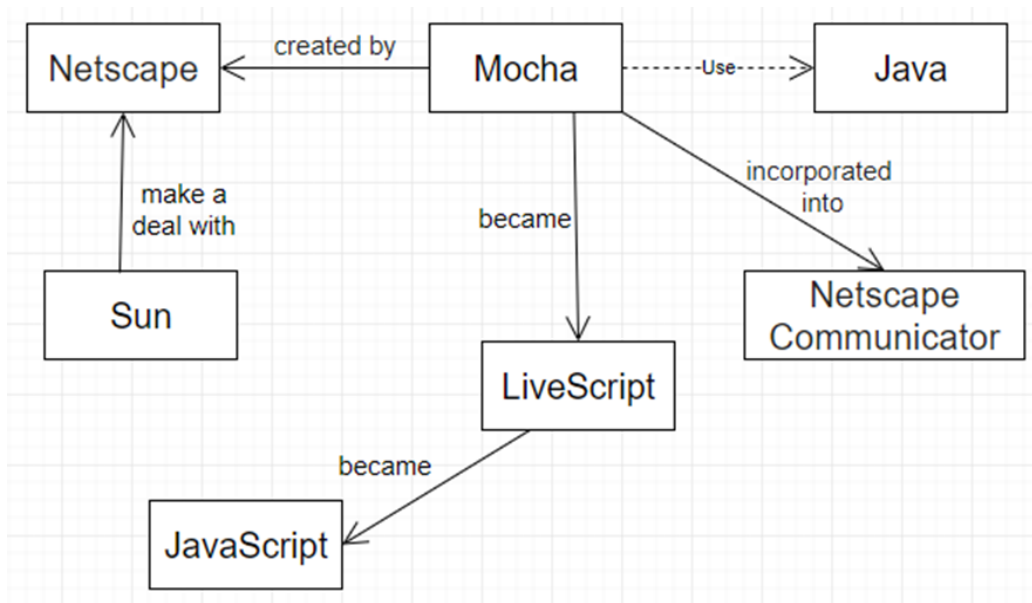 Netscape
created by
Mocha
Use
Java
make a
deal with
became
incorporated
into
Sun
Netscape
Communicator
LiveScript
became
JavaScript